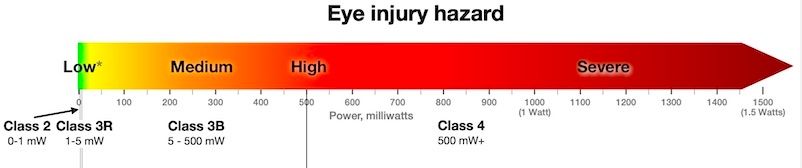 Eye injury hazard
Low* Medium High Severe
0 100 200 300 400 500 600 700 800 900 1000 1100 1200 1300 1400 1500
Power, milliwatts (1 Watt) (1.5 Watts)
Class 2 Class 3R Class 3B Class 4
0-1 mW 1-5 mW 5 - 500 mW 500 mW+